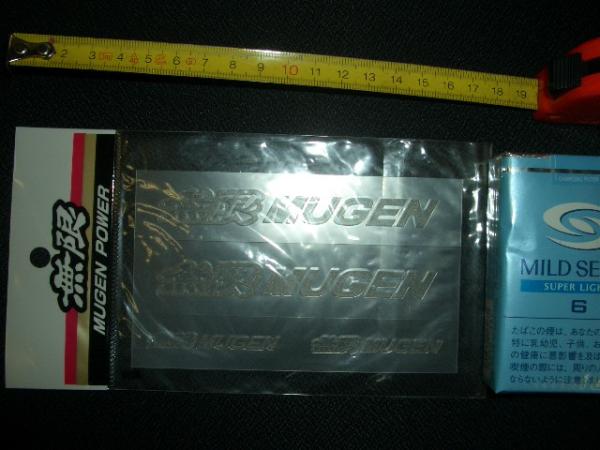 2 3 4 5 6 7 8 9 10 11 12 13 14 15 16 17 18 19
無限
MUGEN POWER
無限 MUGEN
無限 MUGEN
無限 MUGEN 無限 MUGEN
MILD SE
SUPER LIGH
6
たばこの煙は、あなたの
特に乳幼児、子供、お
の健康に悪影響を及ぼ
喫煙の際には、周りの人
ならないように注意